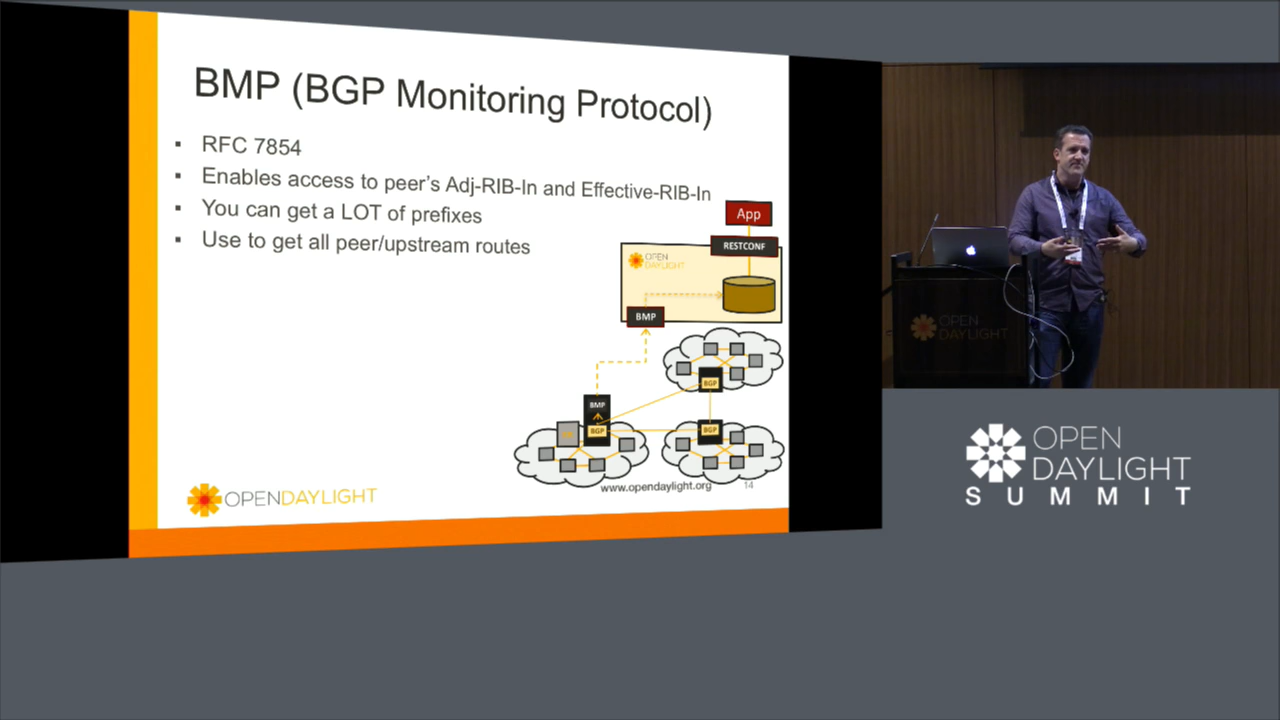 BMP (BGP Monitoring Protocol)
▪ RFC 7854
▪ Enables access to peer's Adj-RIB-In and Effective-RIB-In
▪ You can get a LOT of prefixes
▪ Use to get all peer/upstream routes
App
RESTCONF
OPEN
DAYLIGHT
BMP
BGP
BMP
BGP
BGP
www.opendaylight.org
14
OPENDAYLIGHT
OPEN
DAYLIGHT
OPEN
DAYLIGHT
SUMMIT